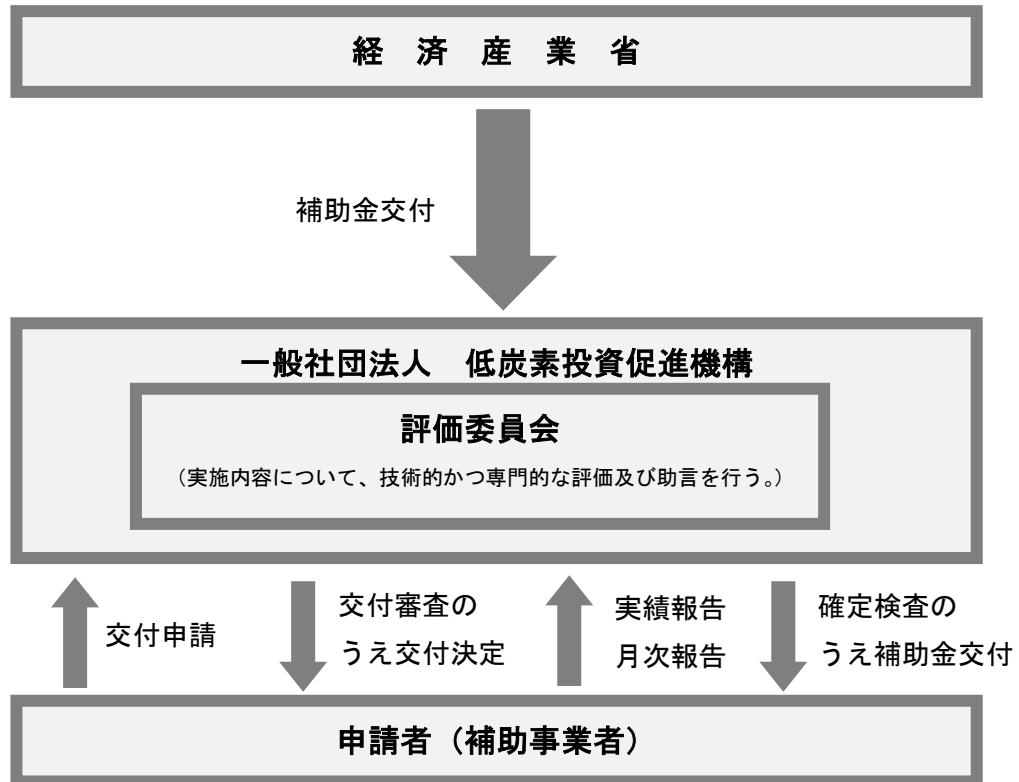 経 済 産 業 省
補助金交付
一般社団法人 低炭素投資促進機構
評価委員会
（実施内容について、技術的かつ専門的な評価及び助言を行う。）
交付申請
交付審査の
うえ交付決定
実績報告
月次報告
確定検査の
うえ補助金交付
申請者（補助事業者）